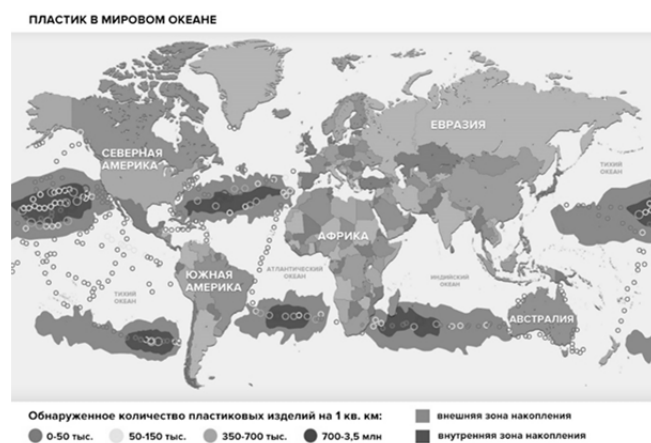 ПЛАСТИК В МИРОВОМ ОКЕАНЕ
ЕВРАЗИЯ
СЕВЕРНАЯ
АМЕРИКА
ТИХИЙ
ОКЕАН
АФРИКА
АТЛАНТИЧЕСКИЙ
ОКЕАН
ЮЖНАЯ
АМЕРИКА
ИНДИЙСКИЙ
ОКЕАН
ТИХИЙ
ОКЕАН
АВСТРАЛИЯ
Обнаруженное количество пластиковых изделий на 1 кв. км:
0-50 тыс. 50-150 тыс. 350-700 тыс. 700-3,5 млн
внешняя зона накопления
внутренняя зона накопления